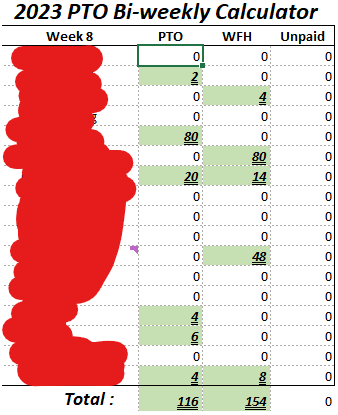 2023 PTO Bi-weekly Calculator
Week 8 PTO WFH Unpaid
0 0 0
2 0 0
0 4 0
0 0 0
80 0 0
0 80 0
20 14 0
0 0 0
0 0 0
0 0 0
0 48 0
0 0 0
0 0 0
4 0 0
6 0 0
0 0 0
4 8 0
Total : 116 154 0